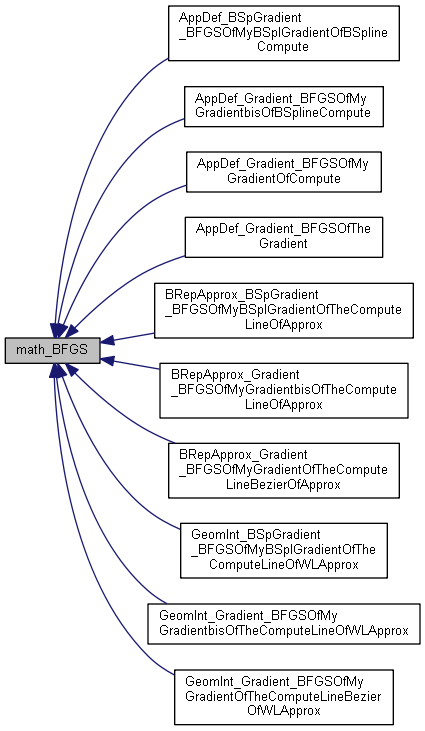 AppDef_BSpGradient
_BFGSOfMyBSplGradientOfBSpline
Compute
AppDef_Gradient_BFGSOfMy
GradientbisOfBSplineCompute
AppDef_Gradient_BFGSOfMy
GradientOfCompute
AppDef_Gradient_BFGSOfThe
Gradient
BRepApprox_BSpGradient
_BFGSOfMyBSplGradientOfTheCompute
LineOfApprox
math_BFGS
BRepApprox_Gradient
_BFGSOfMyGradientbisOfTheCompute
LineOfApprox
BRepApprox_Gradient
_BFGSOfMyGradientOfTheCompute
LineBezierOfApprox
GeomInt_BSpGradient
_BFGSOfMyBSplGradientOfThe
ComputeLineOfWLApprox
GeomInt_Gradient_BFGSOfMy
GradientbisOfTheComputeLineOfWLApprox
GeomInt_Gradient_BFGSOfMy
GradientOfTheComputeLineBezier
OfWLApprox